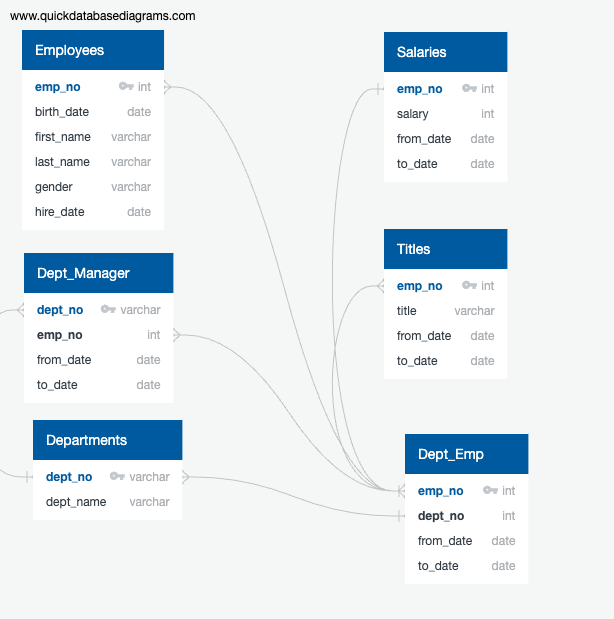 www.quickdatabasediagrams.com
Employees
emp_no int
birth_date date
first_name varchar
last_name varchar
gender varchar
hire_date date
Dept_Manager
dept_no varchar
emp_no int
from_date date
to_date date
Departments
dept_no varchar
dept_name varchar
Salaries
emp_no int
salary int
from_date date
to_date date
Titles
emp_no int
title varchar
from_date date
to_date date
Dept_Emp
emp_no int
dept_no int
from_date date
to_date date